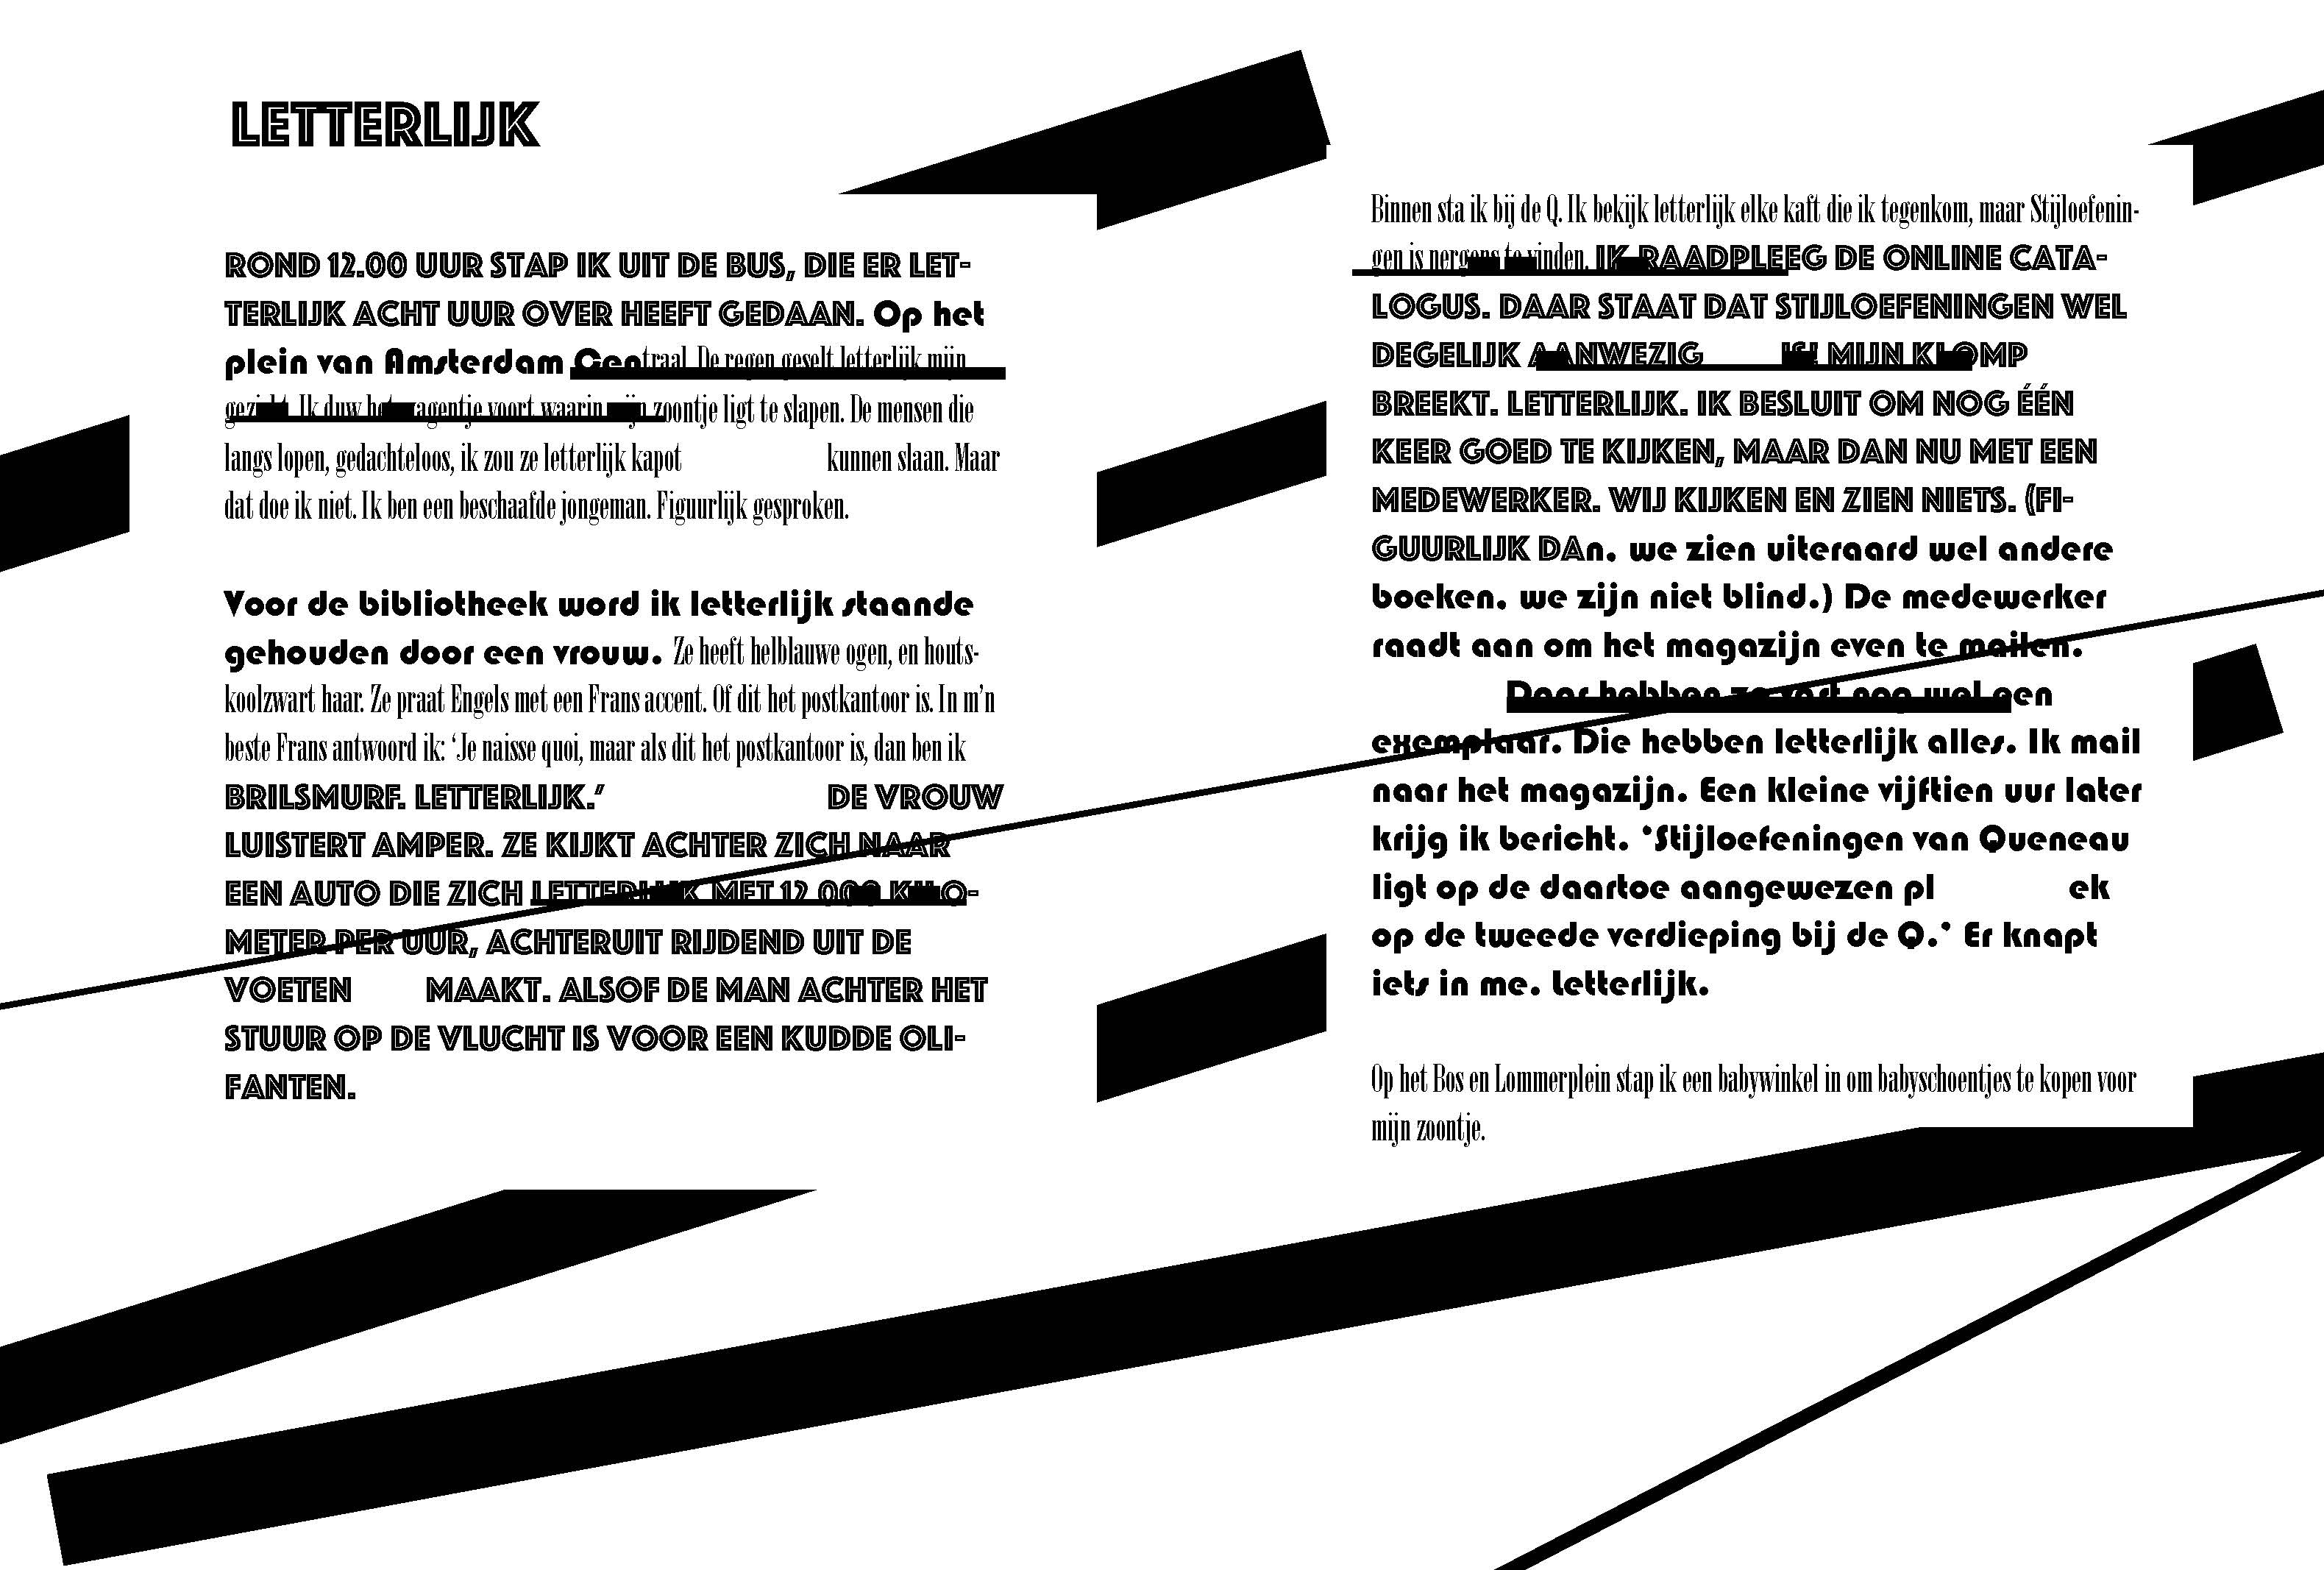 LETTERLIJK
ROND 12.00 UUR STAP IK UIT DE BUS, DIE ER LET-
TERLIJK ACHT UUR OVER HEEFT GEDAAN. Op het
plein van Amsterdam Centraal. De regen geselt letterlijk mijn
gezicht. Ik duw het wagentje voort waarin mijn zoontje ligt te slapen. De mensen die
langs lopen, gedachteloos, ik zou ze letterlijk kapot kunnen slaan. Maar
dat doe ik niet. Ik ben een beschaafde jongeman. Figuurlijk gesproken.
Voor de bibliotheek word ik letterlijk staande
gehouden door een vrouw. Ze heeft helblauwe ogen, en houts-
koolzwart haar. Ze praat Engels met een Frans accent. Of dit het postkantoor is. In m'n
beste Frans antwoord ik: ‘Je naisse quoi, maar als dit het postkantoor is, dan ben ik
BRILSMURF. LETTERLIJK.’ DE VROUW
LUISTERT AMPER. ZE KIJKT ACHTER ZICH NAAR
EEN AUTO DIE ZICH LETTERLIJK MET 12 000 KILO-
METER PER UUR, ACHTERUIT RIJDEND UIT DE
VOETEN MAAKT. ALSOF DE MAN ACHTER HET
STUUR OP DE VLUCHT IS VOOR EEN KUDDE OLI-
FANTEN.
Binnen sta ik bij de Q. Ik bekijk letterlijk elke kaft die ik tegenkom, maar Stijloefenin-
gen is nergens te vinden. IK RAADPLEEG DE ONLINE CATA-
LOGUS. DAAR STAAT DAT STIJLOEFENINGEN WEL
DEGELIJK AANWEZIG IS! MIJN KLOMP
BREEKT. LETTERLIJK. IK BESLUIT OM NOG ÉÉN
KEER GOED TE KIJKEN, MAAR DAN NU MET EEN
MEDEWERKER. WIJ KIJKEN EN ZIEN NIETS. (FI-
GUURLIJK DAn, we zien uiteraard wel andere
boeken, we zijn niet blind.) De medewerker
raadt aan om het magazijn even te mailen.
Daar hebben ze vast nog wel een
exemplaar. Die hebben letterlijk alles. Ik mail
naar het magazijn. Een kleine vijftien uur later
krijg ik bericht. ‘Stijloefeningen van Queneau
ligt op de daartoe aangewezen pl ek
op de tweede verdieping bij de Q.’ Er knapt
iets in me. Letterlijk.
Op het Bos en Lommerplein stap ik een babywinkel in om babyschoentjes te kopen voor
mijn zoontje.